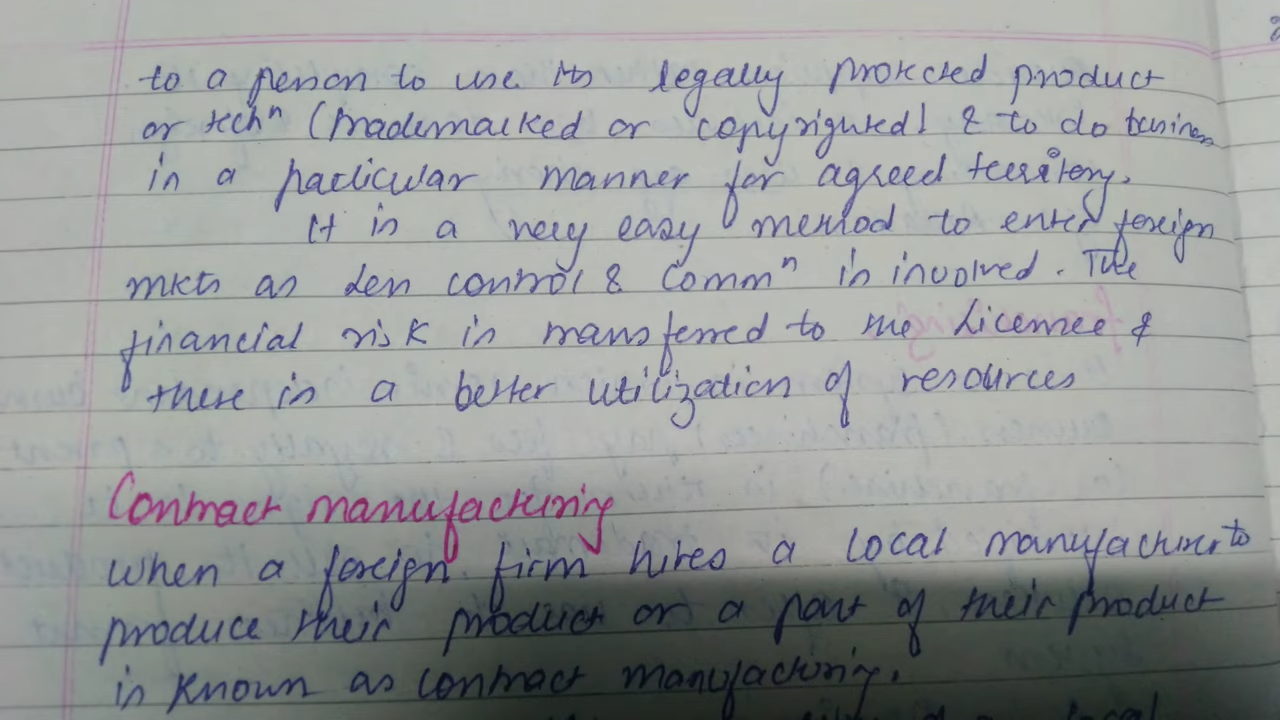 to a person to use its legally protected product
or techⁿ (trademarked or copyrighted) & to do business
in a particular manner for agreed territory.
It is a very easy method to enter foreign
mkts as less control & Commⁿ is involved. The
financial risk is transferred to the Licensee &
there is a better utilization of resources
Contract manufacturing
when a foreign firm hires a local manufacturer to
produce their product or a part of their product
is known as contract manufacturing.
local